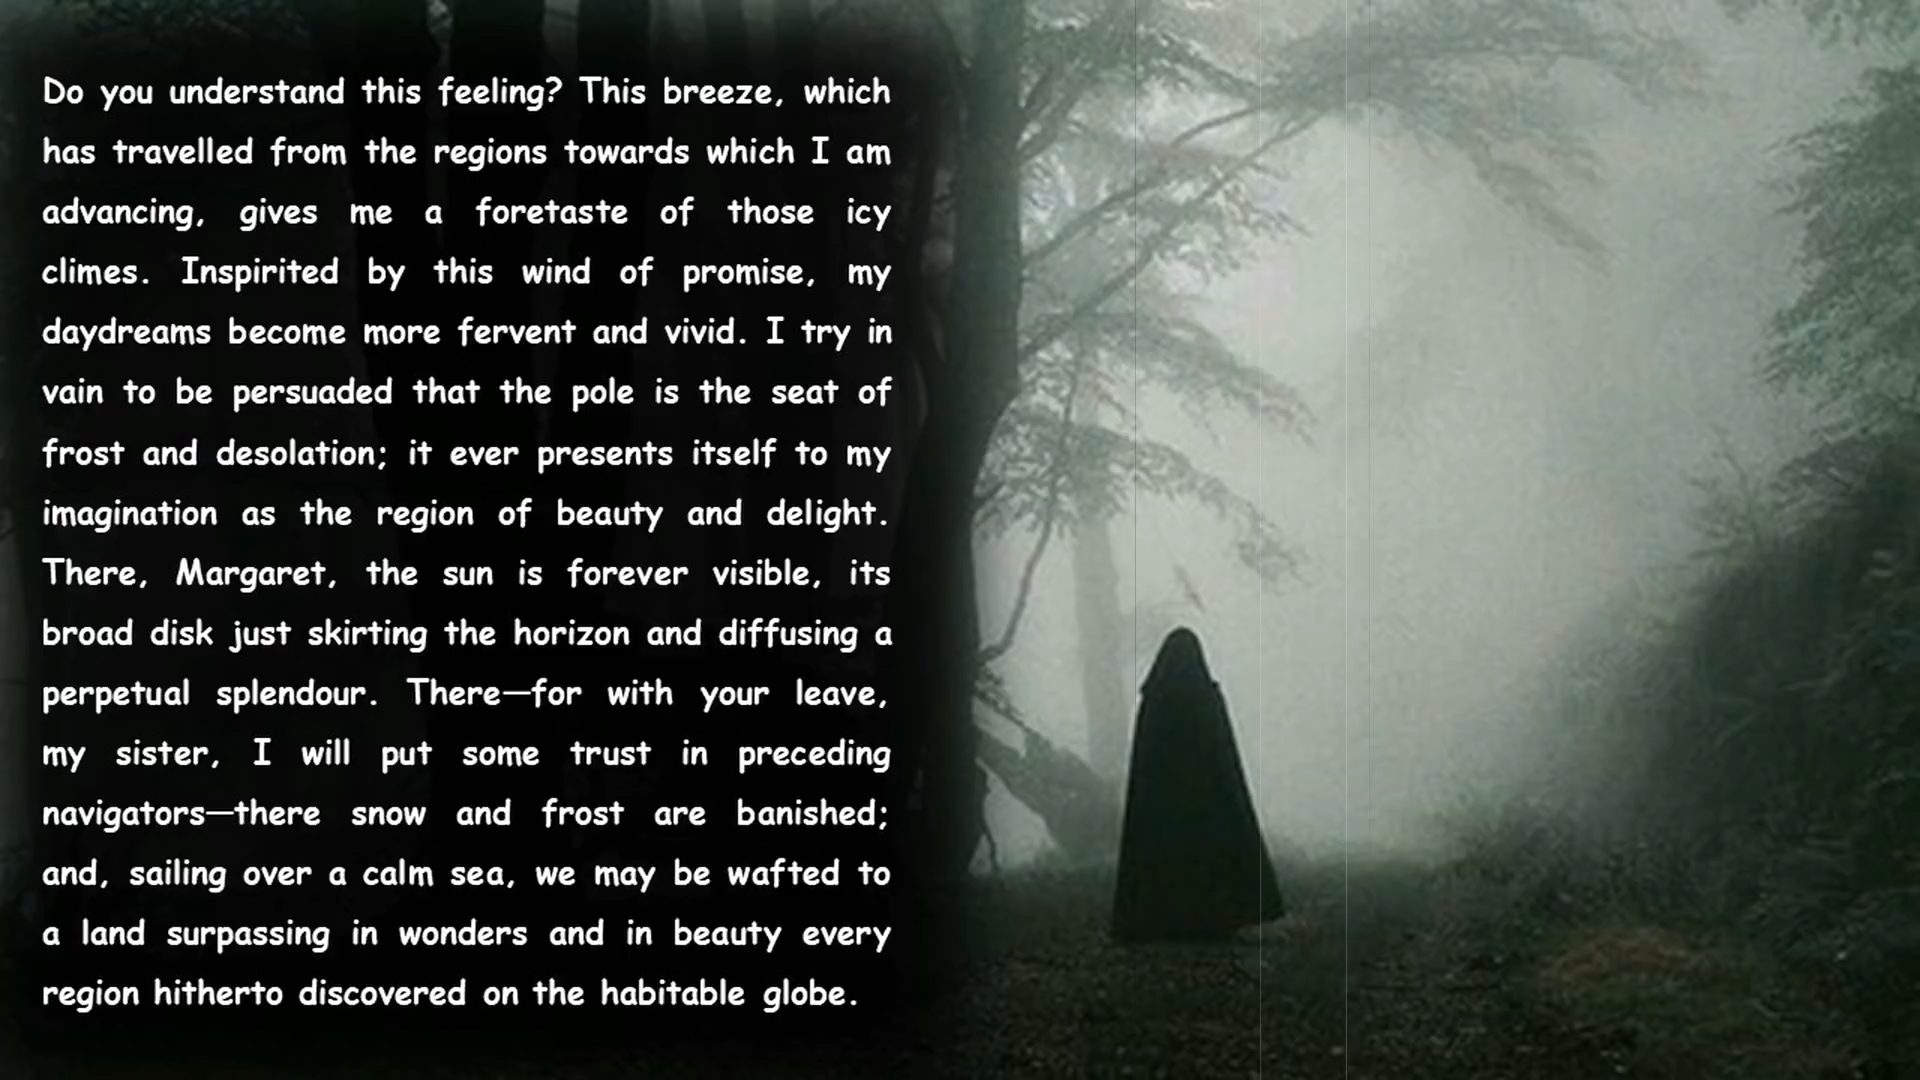 Do you understand this feeling? This breeze, which
has travelled from the regions towards which I am
advancing, gives me a foretaste of those icy
climes. Inspirited by this wind of promise, my
daydreams become more fervent and vivid. I try in
vain to be persuaded that the pole is the seat of
frost and desolation; it ever presents itself to my
imagination as the region of beauty and delight.
There, Margaret, the sun is forever visible, its
broad disk just skirting the horizon and diffusing a
perpetual splendour. There—for with your leave,
my sister, I will put some trust in preceding
navigators—there snow and frost are banished;
and, sailing over a calm sea, we may be wafted to
a land surpassing in wonders and in beauty every
region hitherto discovered on the habitable globe.